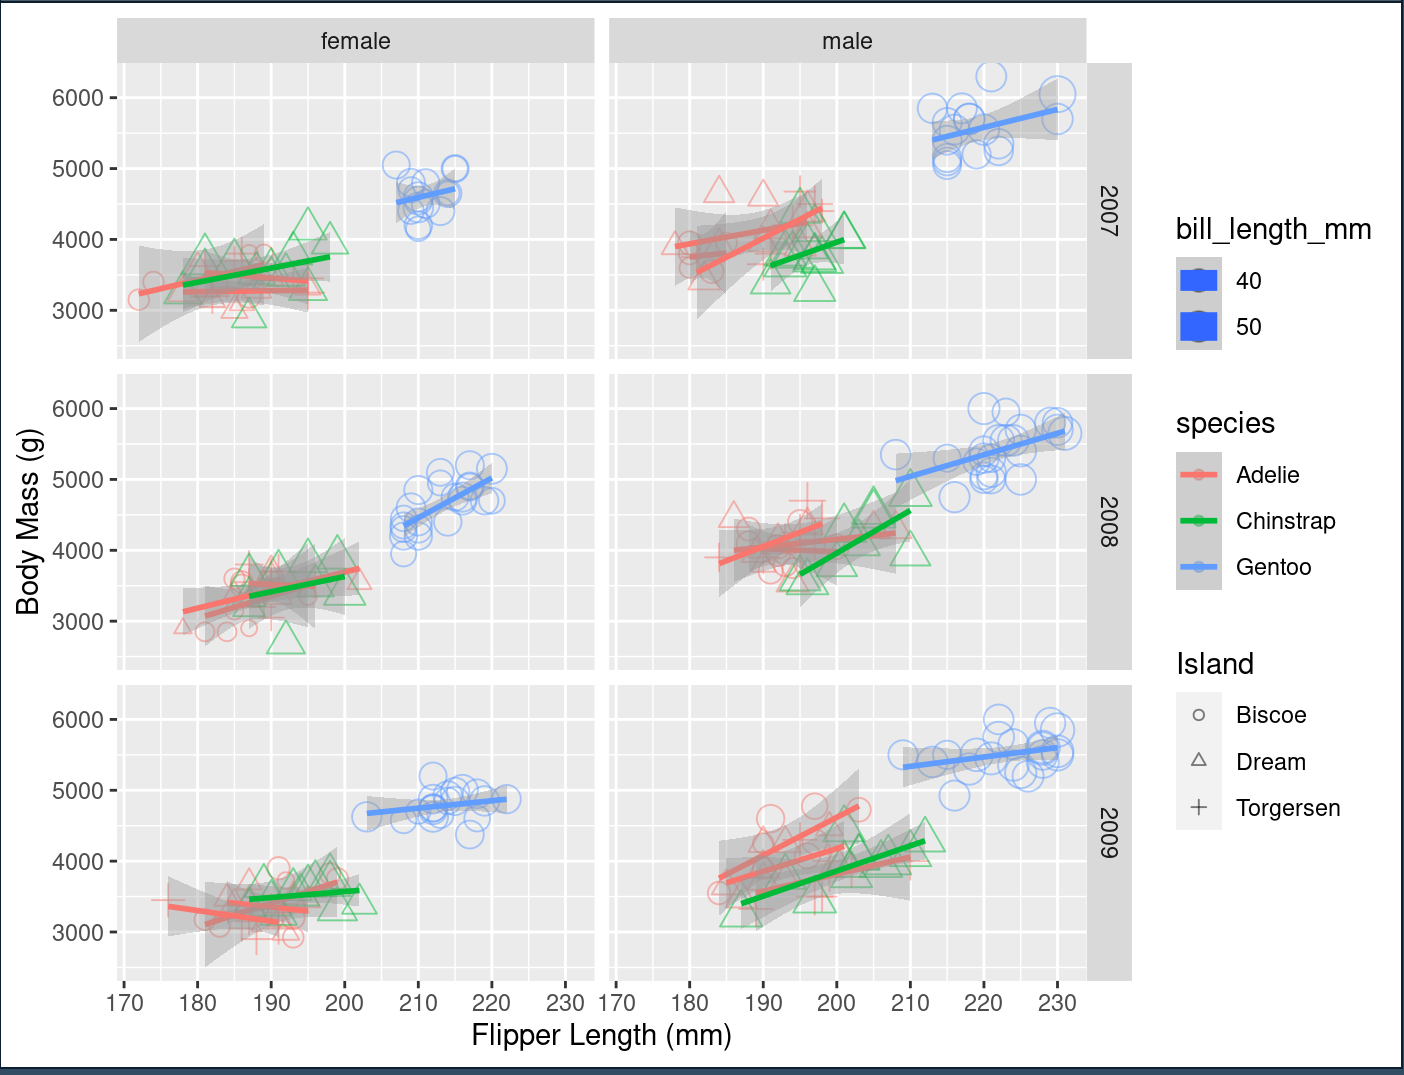 female male
6000
5000
4000
3000
2007
6000
5000
4000
3000
2008
6000
5000
4000
3000
2009
170 180 190 200 210 220 230 170 180 190 200 210 220 230
Flipper Length (mm)
Body Mass (g)
bill_length_mm
40
50
species
Adelie
Chinstrap
Gentoo
Island
Biscoe
Dream
Torgersen